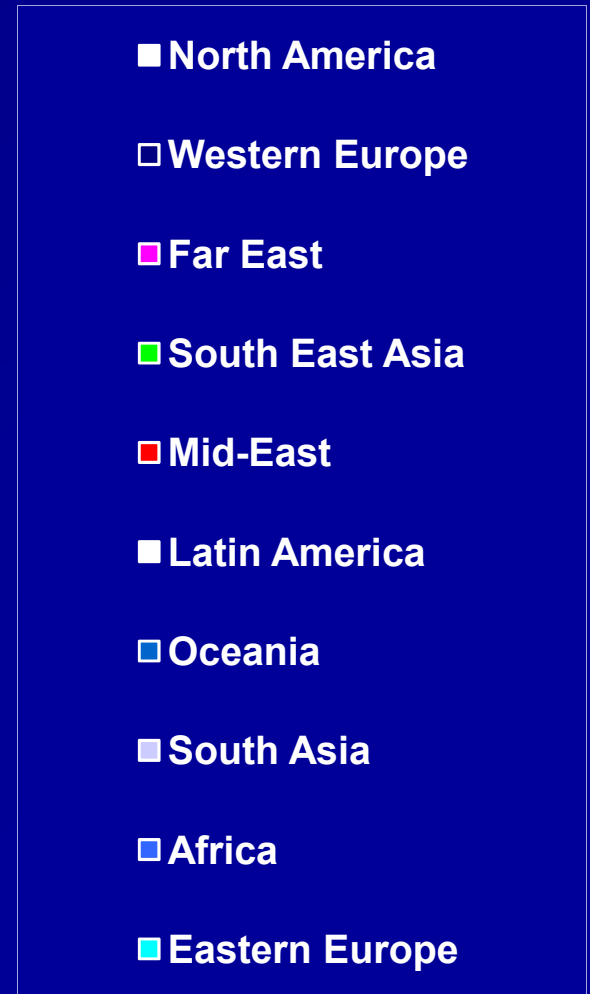 North America
Western Europe
Far East
South East Asia
Mid-East
Latin America
Oceania
South Asia
Africa
Eastern Europe